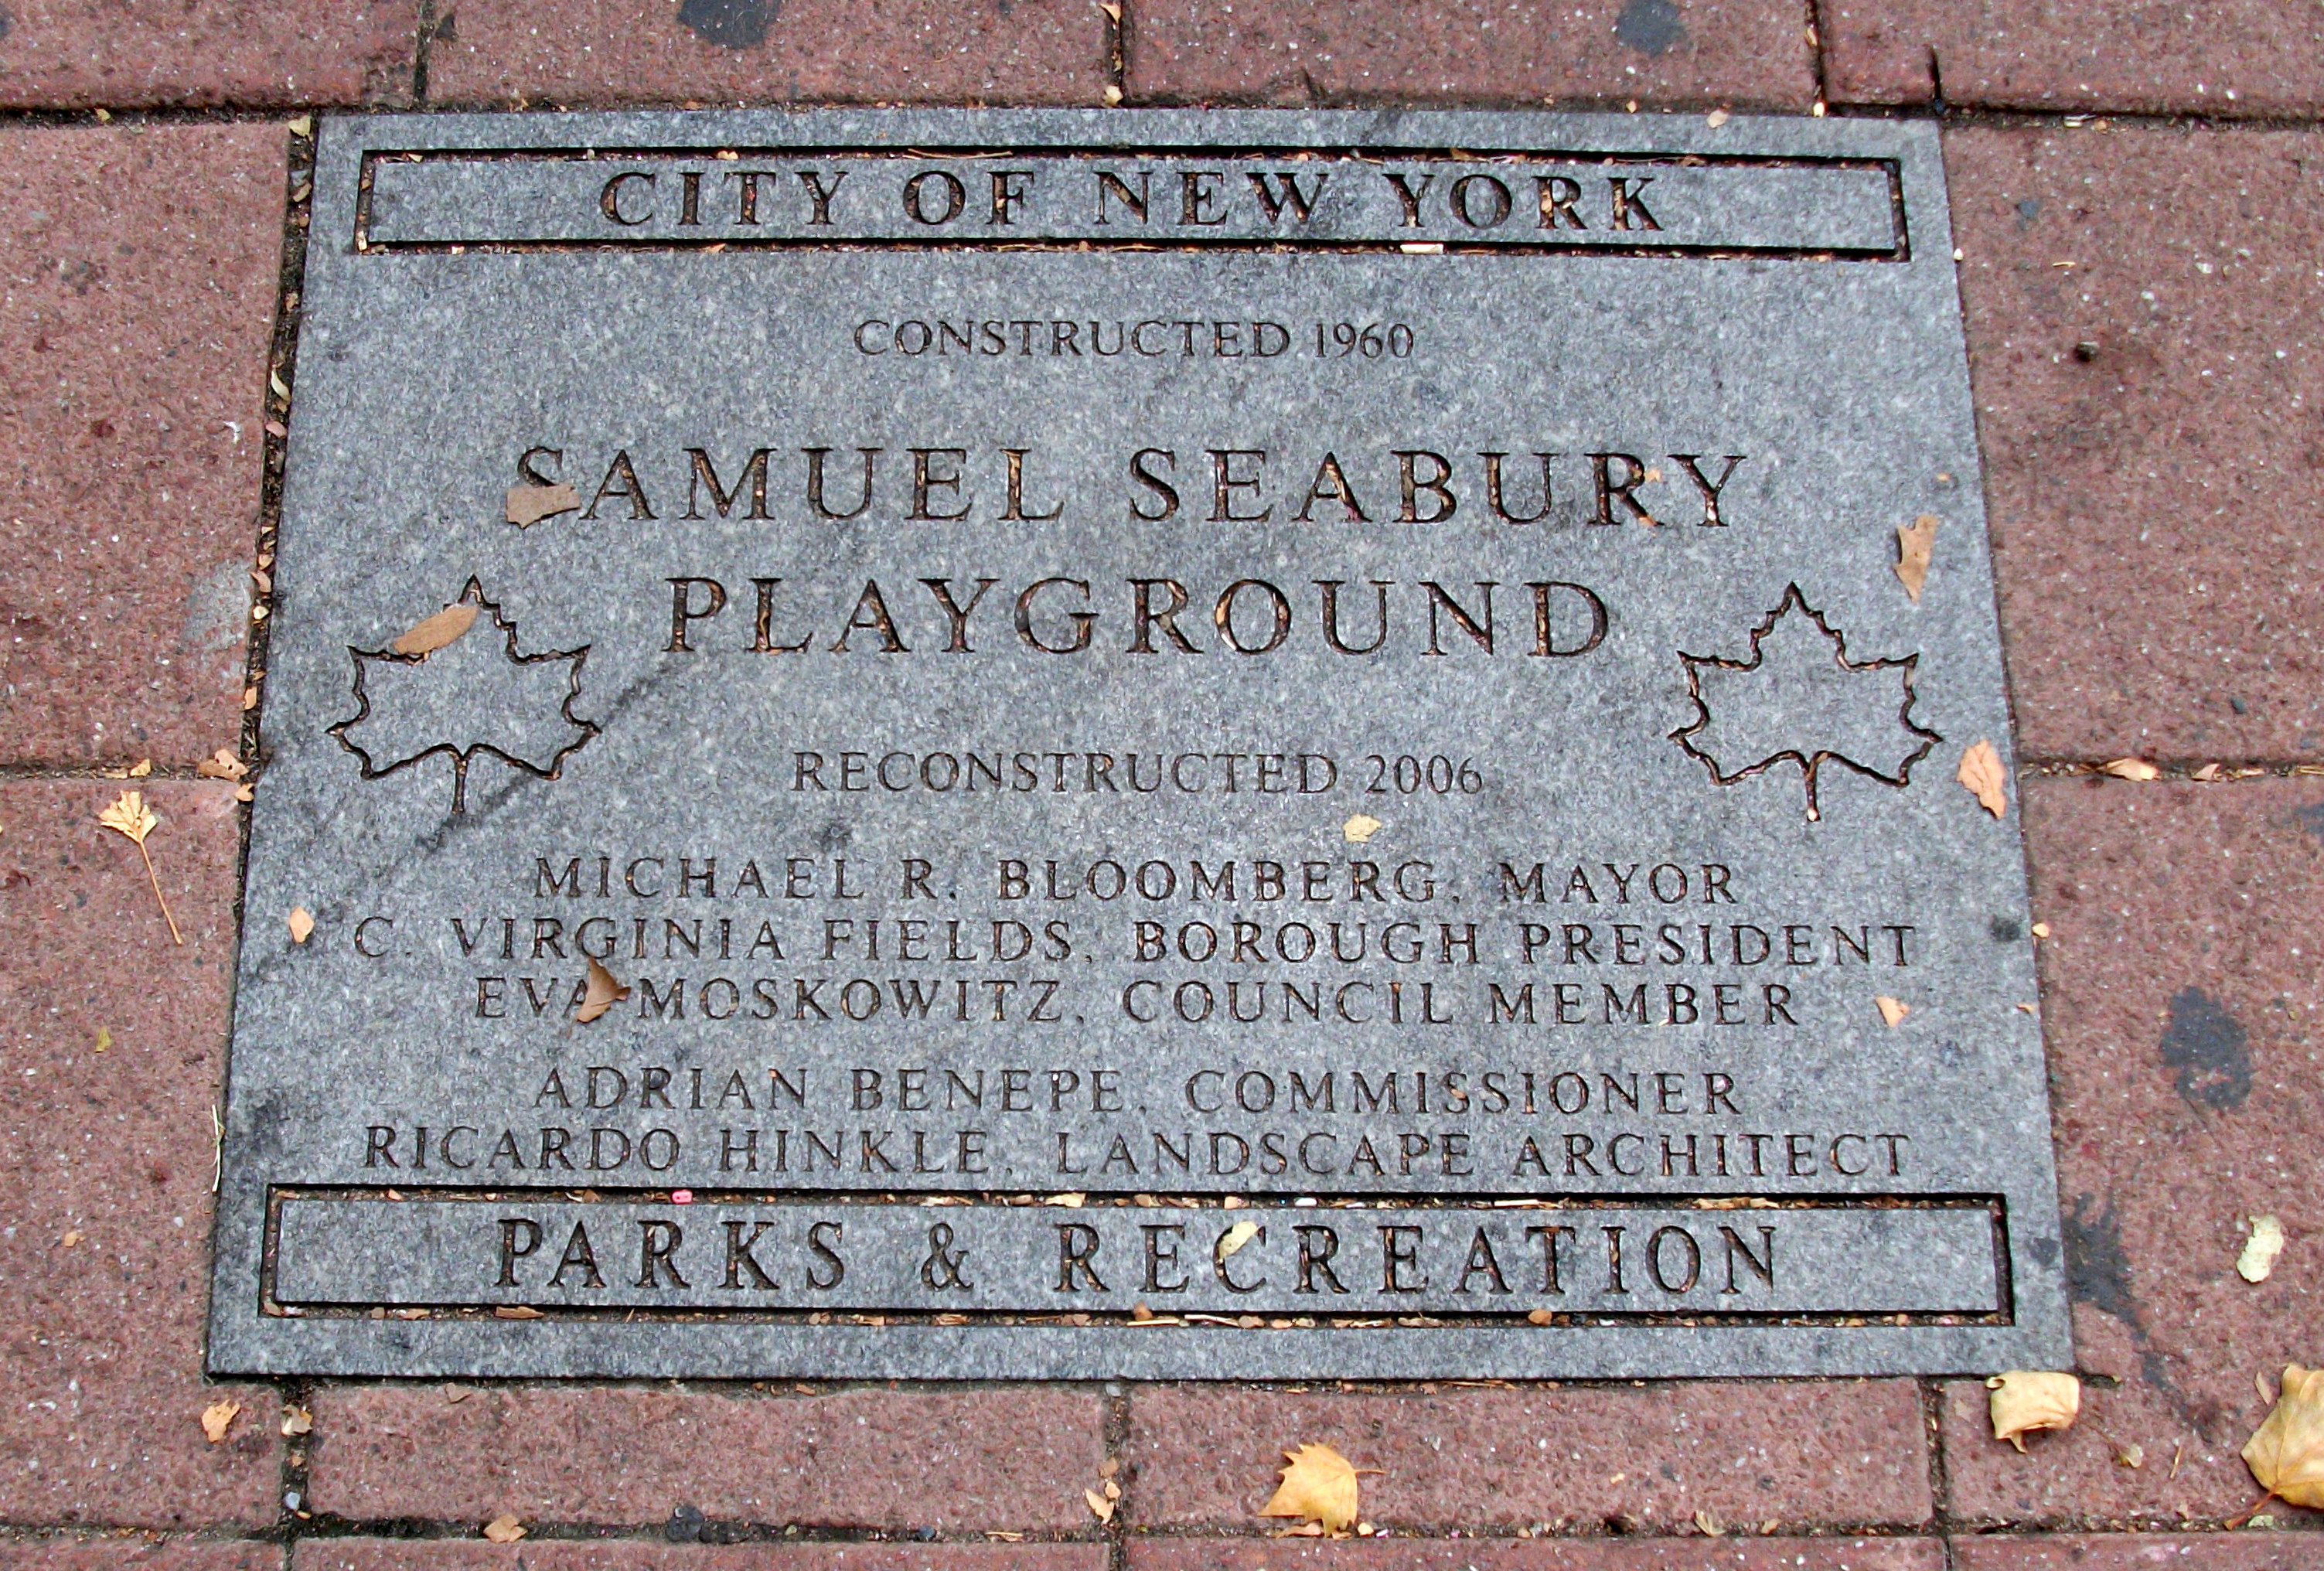 CITY OF NEW YORK
CONSTRUCTED 1960
SAMUEL SEABURY
PLAYGROUND
RECONSTRUCTED 2006
MICHAEL R. BLOOMBERG, MAYOR
C. VIRGINIA FIELDS, BOROUGH PRESIDENT
EVA MOSKOWITZ, COUNCIL MEMBER
ADRIAN BENEPE, COMMISSIONER
RICARDO HINKLE, LANDSCAPE ARCHITECT
PARKS & RECREATION